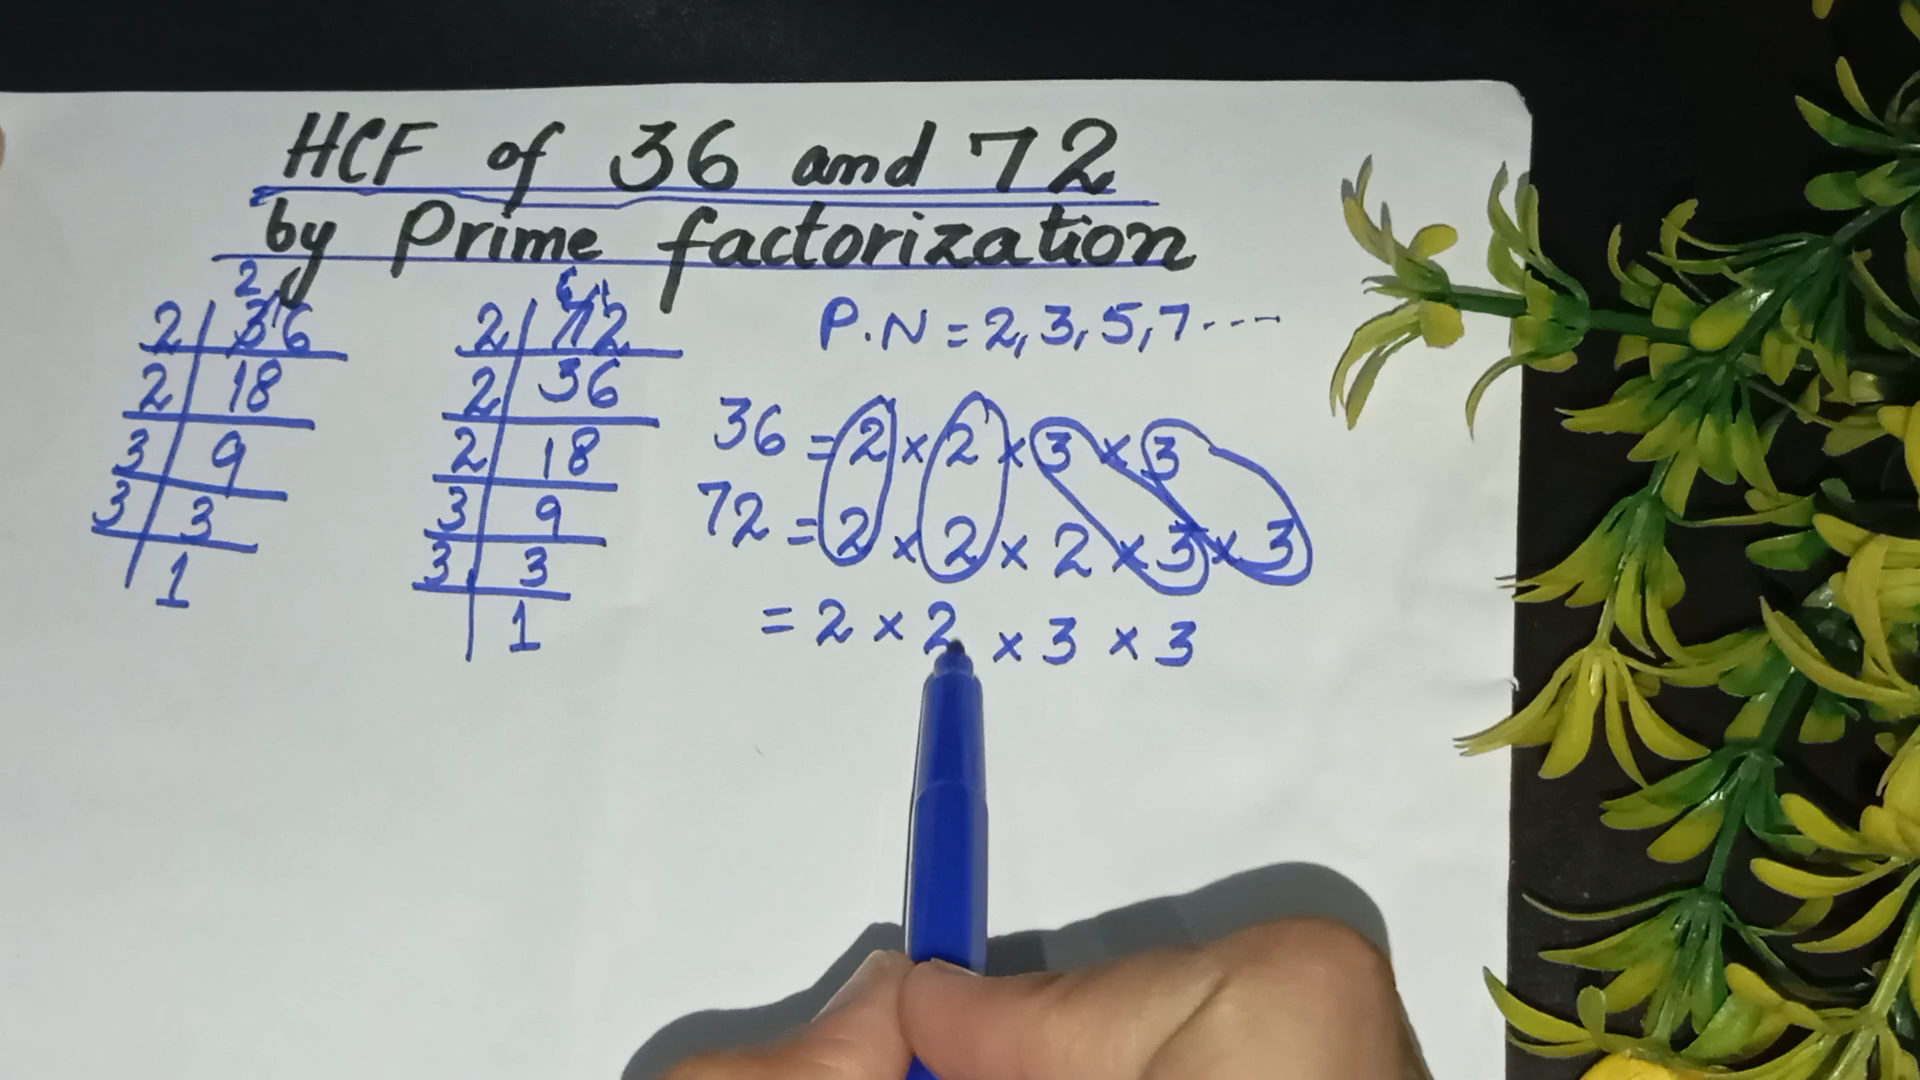 HCF of 36 and 72
by Prime factorization
2 36
2 18
3 9
3 3
1
2 72
2 36
2 18
3 9
3 3
1
P.N = 2, 3, 5, 7 ----
36 = 2 × 2 × 3 × 3
72 = 2 × 2 × 2 × 3 × 3
= 2 × 2 × 3 × 3